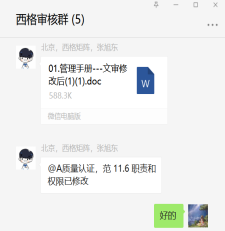 西格审核群 (5)
北京，西格矩阵，张旭东
01.管理手册---文审修
改后(1)(1).doc
588.3K
W
微信电脑版
北京，西格矩阵，张旭东
@A质量认证，范 11.6 职责和
权限已修改
好的